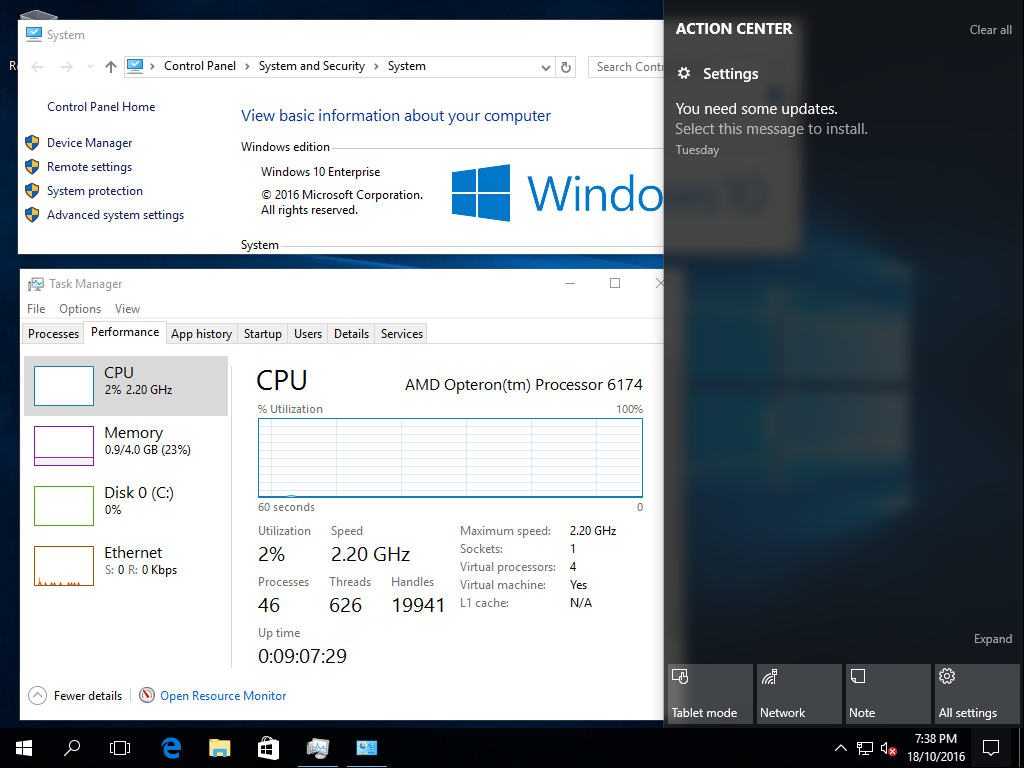 System
Control Panel
System and Security
System
Search Cont
Control Panel Home
Device Manager
Remote settings
System protection
Advanced system settings
View basic information about your computer
Windows edition
Windows 10 Enterprise
© 2016 Microsoft Corporation.
All rights reserved.
Windows 10
System
Task Manager
File Options View
Processes Performance App history Startup Users Details Services
CPU
2% 2.20 GHz
Memory
0.9/4.0 GB (23%)
Disk 0 (C:)
0%
Ethernet
S: 0 R: 0 Kbps
CPU
AMD Opteron(tm) Processor 6174
% Utilization 100%
60 seconds 0
Utilization Speed
2% 2.20 GHz
Processes Threads Handles
46 626 19941
Up time
0:09:07:29
Maximum speed: 2.20 GHz
Sockets: 1
Virtual processors: 4
Virtual machine: Yes
L1 cache: N/A
Fewer details
Open Resource Monitor
ACTION CENTER
Clear all
Settings
You need some updates.
Select this message to install.
Tuesday
Expand
Tablet mode
Network
Note
All settings
7:38 PM
18/10/2016